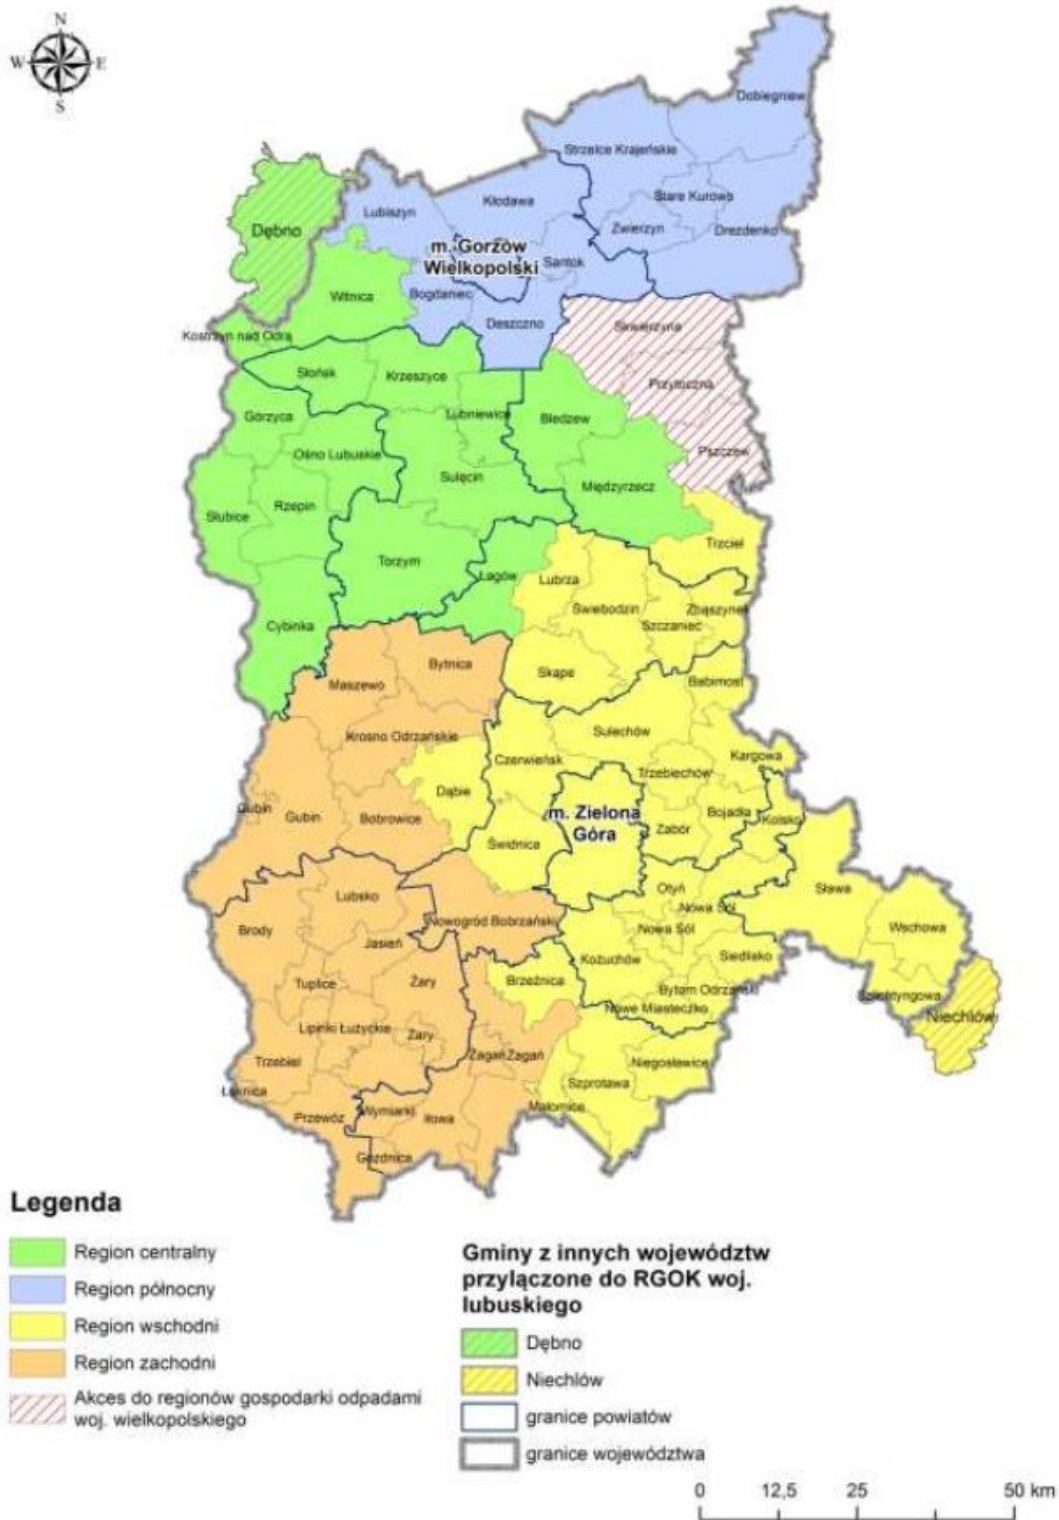 N
W E
S
Dobiegniew
Strzelce Krajeńskie
Stare Kurowo
Kłodawa
Lubiszyn
Zwierzyn
Drezdenko
Dębno
m. Gorzów
Wielkopolski
Santok
Witnica
Bogdaniec
Deszczno
Skwierzyna
Kostrzyn nad Odrą
Słońsk
Krzeszyce
Przytoczna
Górzyca
Lubniewice
Bledzew
Ośno Lubuskie
Pszczew
Sulęcin
Międzyrzecz
Rzepin
Słubice
Trzciel
Torzym
Łagów
Lubrza
Świebodzin
Zbąszynek
Szczaniec
Cybinka
Bytnica
Skąpe
Maszewo
Babimost
Krosno Odrzańskie
Sulechów
Czerwieńsk
Kargowa
Trzebiechów
Dąbie
Gubin
Gubin
Bobrowice
m. Zielona
Góra
Bojadła
Kolsko
Zabór
Świdnica
Lubsko
Otyń
Sława
Nowa Sól
Nowogród Bobrzański
Brody
Nowa Sól
Wschowa
Jasień
Kożuchów
Siedlisko
Tuplice
Żary
Brzeźnica
Bytom Odrzański
Szlichtyngowa
Nowe Miasteczko
Niechlów
Lipinki Łużyckie
Żary
Trzebiel
Żagań
Żagań
Niegosławice
Szprotawa
Łęknica
Małomice
Przewóz
Wymiarki
Iłowa
Gozdnica
Legenda
Region centralny
Region północny
Region wschodni
Region zachodni
Akces do regionów gospodarki odpadami
woj. wielkopolskiego
Gminy z innych województw
przyłączone do RGOK woj.
lubuskiego
Dębno
Niechlów
granice powiatów
granice województwa
0 12,5 25 50 km